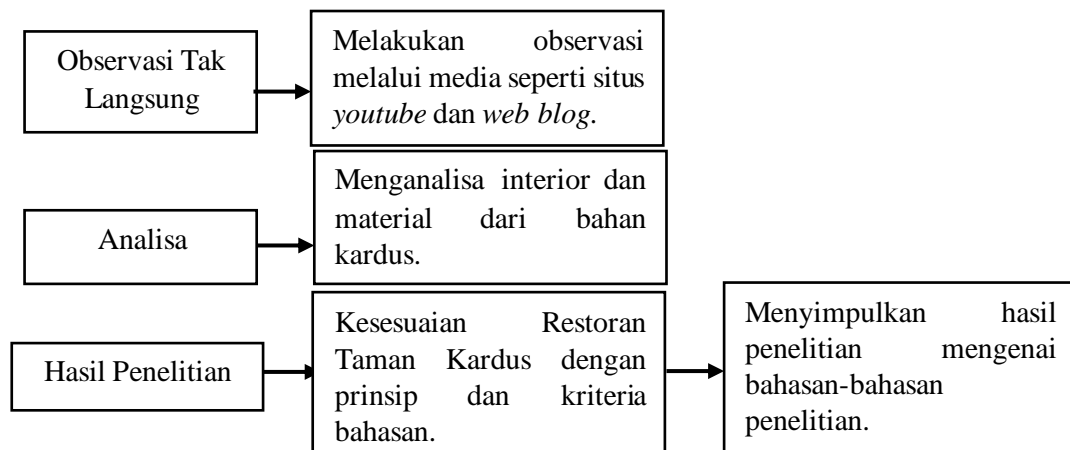 Observasi Tak
Langsung
Melakukan observasi
melalui media seperti situs
youtube dan web blog.
Analisa
Menganalisa interior dan
material dari bahan
kardus.
Hasil Penelitian
Kesesuaian Restoran
Taman Kardus dengan
prinsip dan kriteria
bahasan.
Menyimpulkan hasil
penelitian mengenai
bahasan-bahasan
penelitian.